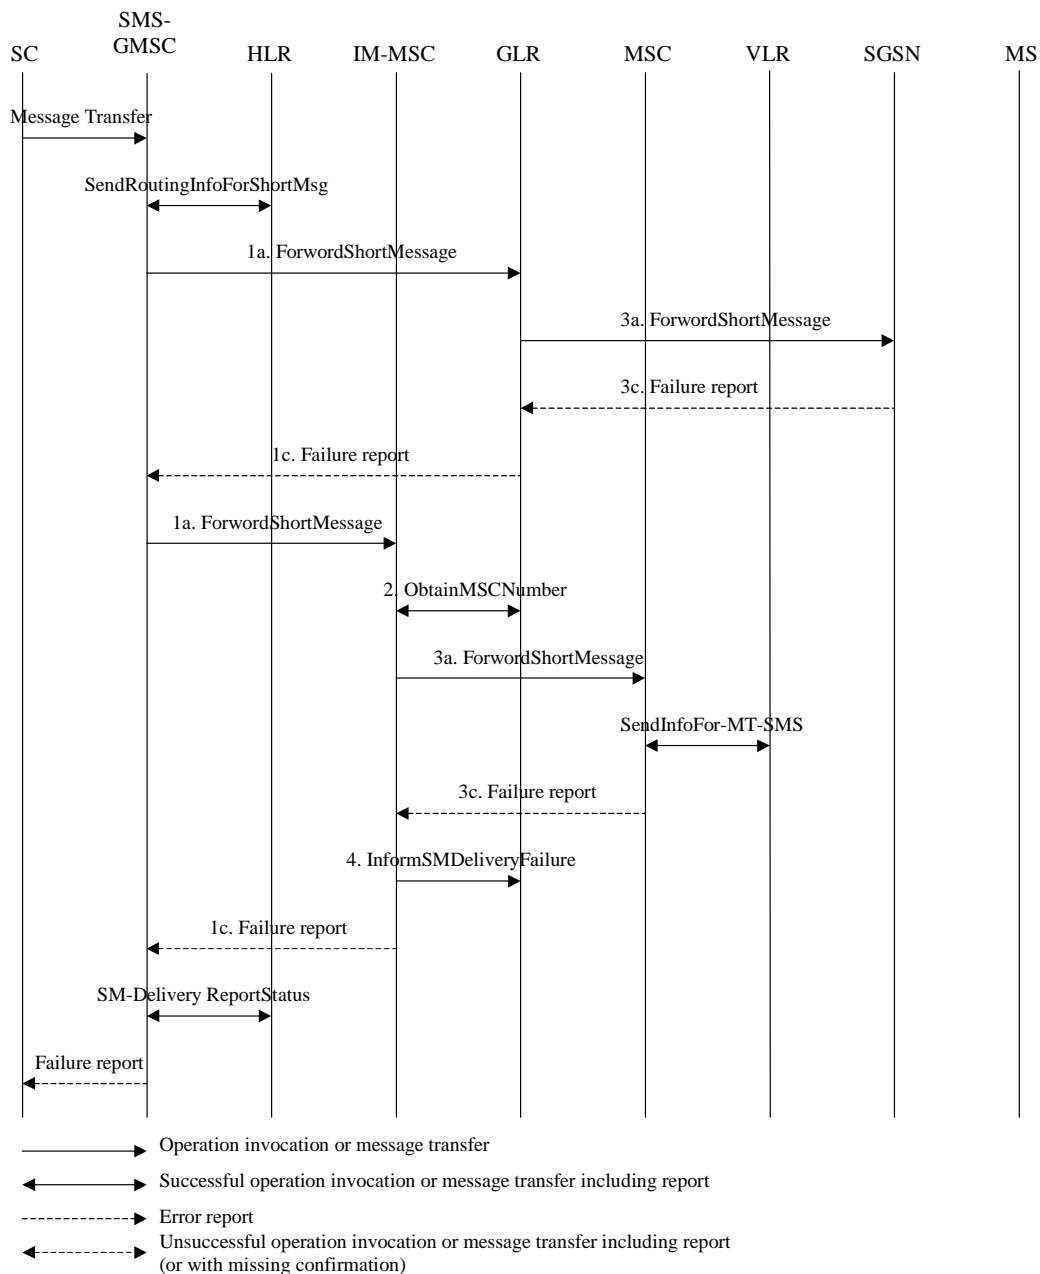 SMS-
GMSC
SC
HLR
IM-MSC
GLR
MSC
VLR
SGSN
MS
Message Transfer
SendRoutingInfoForShortMsg
1a. ForwordShortMessage
3a. ForwordShortMessage
3c. Failure report
1c. Failure report
1a. ForwordShortMessage
2. ObtainMSCNumber
3a. ForwordShortMessage
SendInfoFor-MT-SMS
3c. Failure report
4. InformSMDeliveryFailure
1c. Failure report
SM-Delivery ReportStatus
Failure report
Operation invocation or message transfer
Successful operation invocation or message transfer including report
Error report
Unsuccessful operation invocation or message transfer including report
(or with missing confirmation)